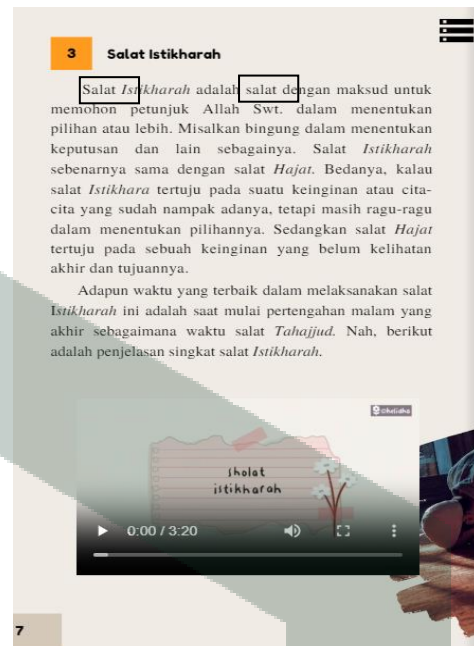 3 Salat Istikharah
Salat Istikharah adalah salat dengan maksud untuk
memohon petunjuk Allah Swt. dalam menentukan
pilihan atau lebih. Misalkan bingung dalam menentukan
keputusan dan lain sebagainya. Salat Istikharah
sebenarnya sama dengan salat Hajat. Bedanya, kalau
salat Istikhara tertuju pada suatu keinginan atau cita-
cita yang sudah nampak adanya, tetapi masih ragu-ragu
dalam menentukan pilihannya. Sedangkan salat Hajat
tertuju pada sebuah keinginan yang belum kelihatan
akhir dan tujuannya.
Adapun waktu yang terbaik dalam melaksanakan salat
Istikharah ini adalah saat mulai pertengahan malam yang
akhir sebagaimana waktu salat Tahajjud. Nah, berikut
adalah penjelasan singkat salat Istikharah.
sholat
istikharah
0:00 / 3:20
7